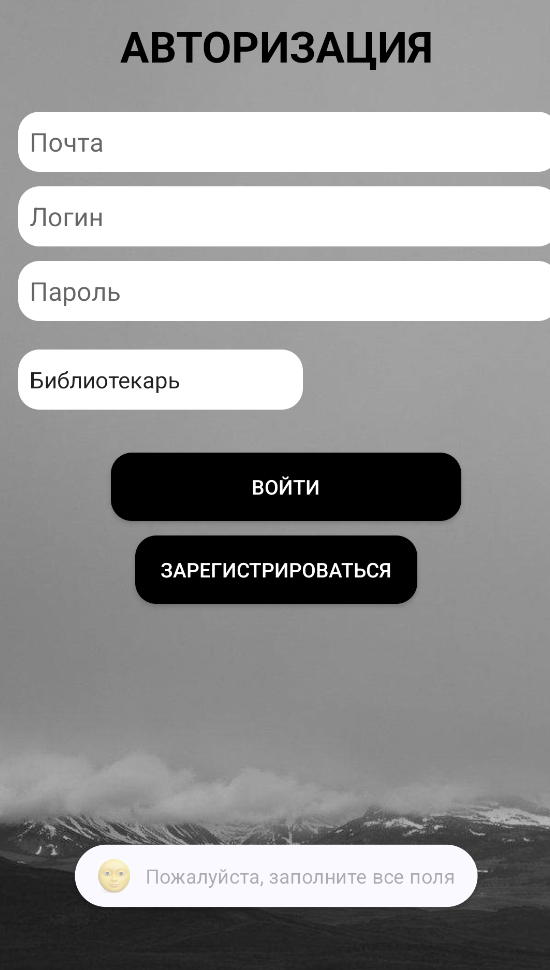 АВТОРИЗАЦИЯ
Почта
Логин
Пароль
Библиотекарь
ВОЙТИ
ЗАРЕГИСТРИРОВАТЬСЯ
Пожалуйста, заполните все поля